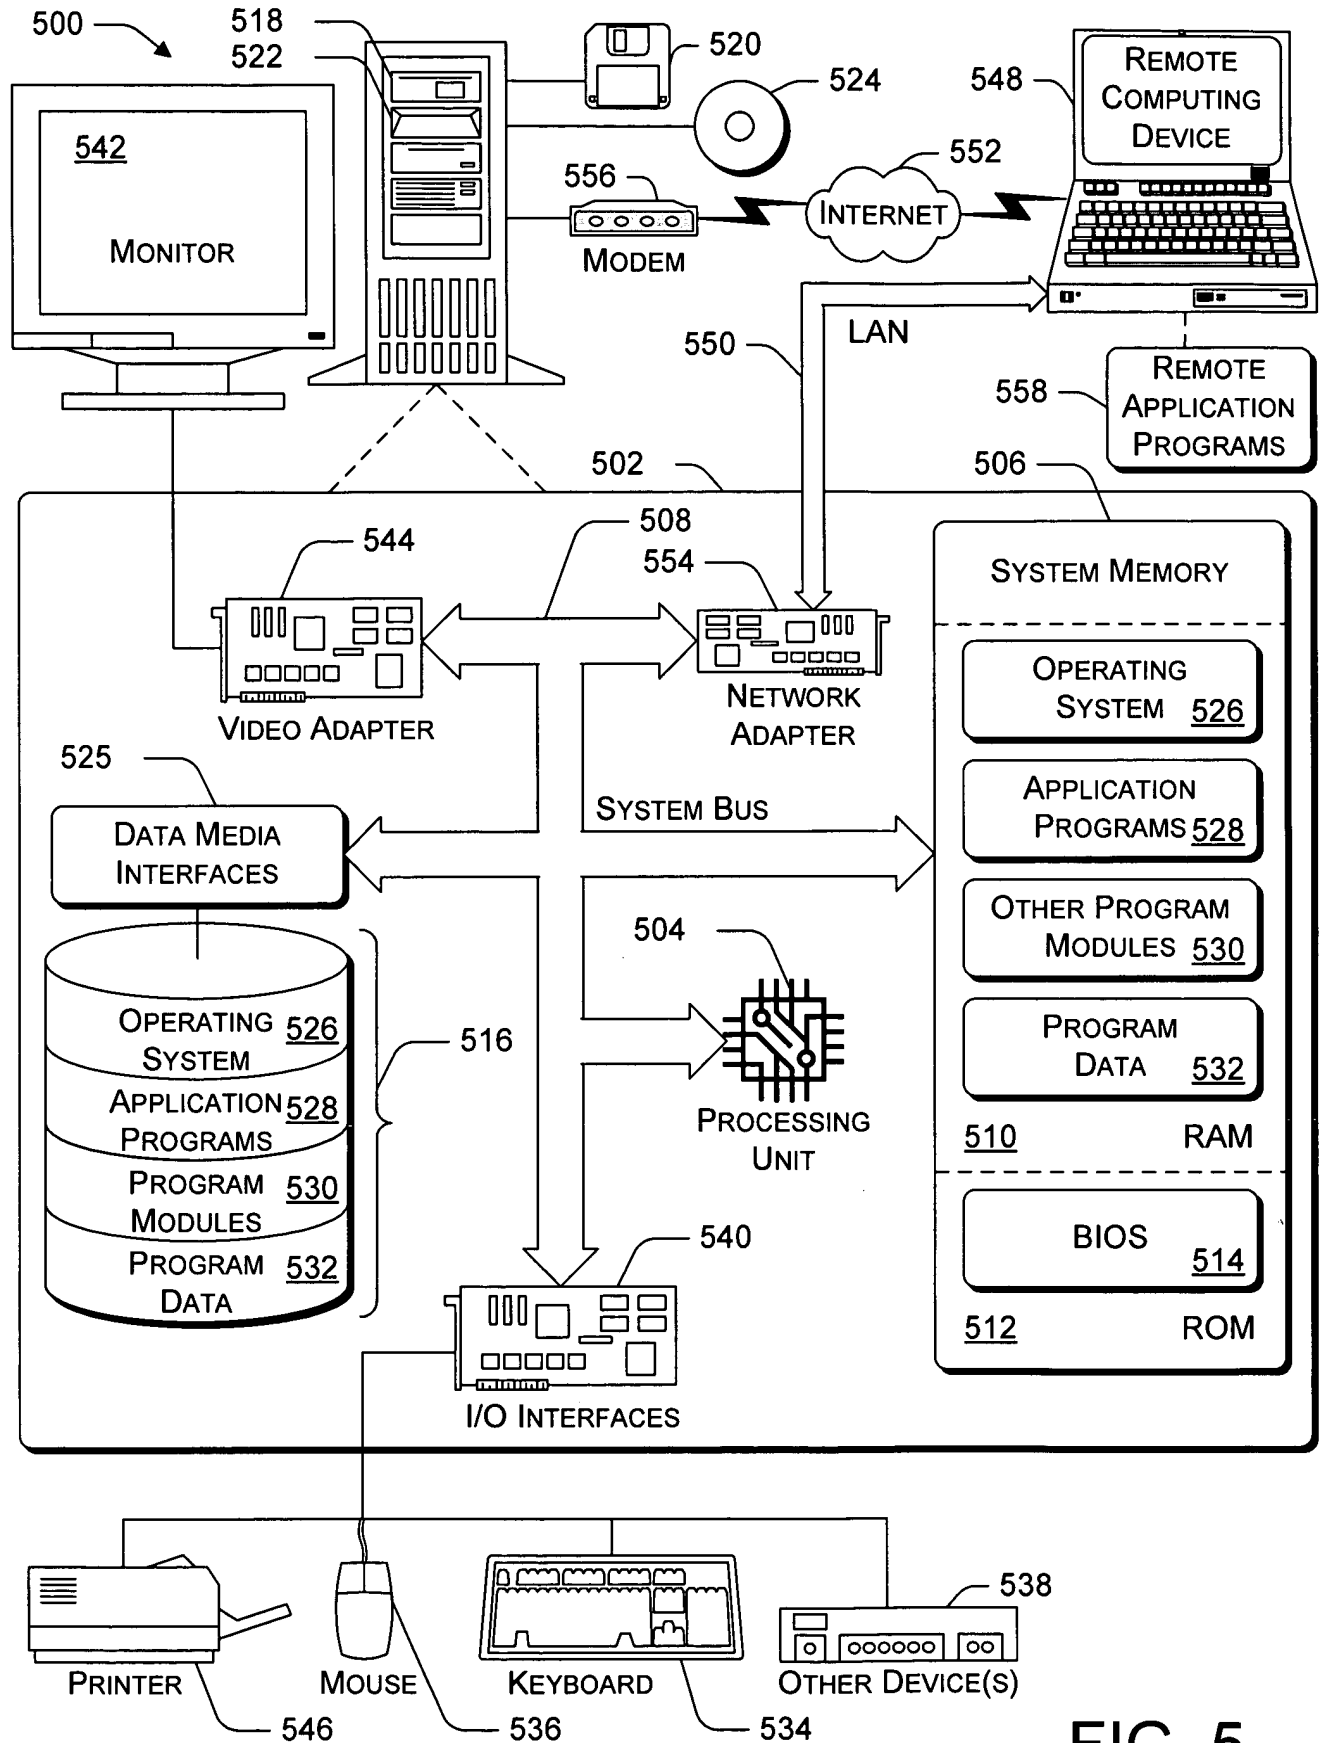 500
518
522
520
524
548
REMOTE
COMPUTING
DEVICE
542
MONITOR
556
MODEM
552
INTERNET
LAN
550
558
REMOTE
APPLICATION
PROGRAMS
502
506
544
508
554
VIDEO ADAPTER
NETWORK
ADAPTER
SYSTEM MEMORY
OPERATING
SYSTEM 526
APPLICATION
PROGRAMS 528
OTHER PROGRAM
MODULES 530
PROGRAM
DATA 532
510 RAM
BIOS
514
512 ROM
525
DATA MEDIA
INTERFACES
SYSTEM BUS
504
PROCESSING
UNIT
OPERATING
SYSTEM 526
APPLICATION
PROGRAMS 528
PROGRAM
MODULES 530
PROGRAM
DATA 532
516
540
I/O INTERFACES
PRINTER
546
MOUSE
536
KEYBOARD
534
538
OTHER DEVICE(S)
FIG. 5